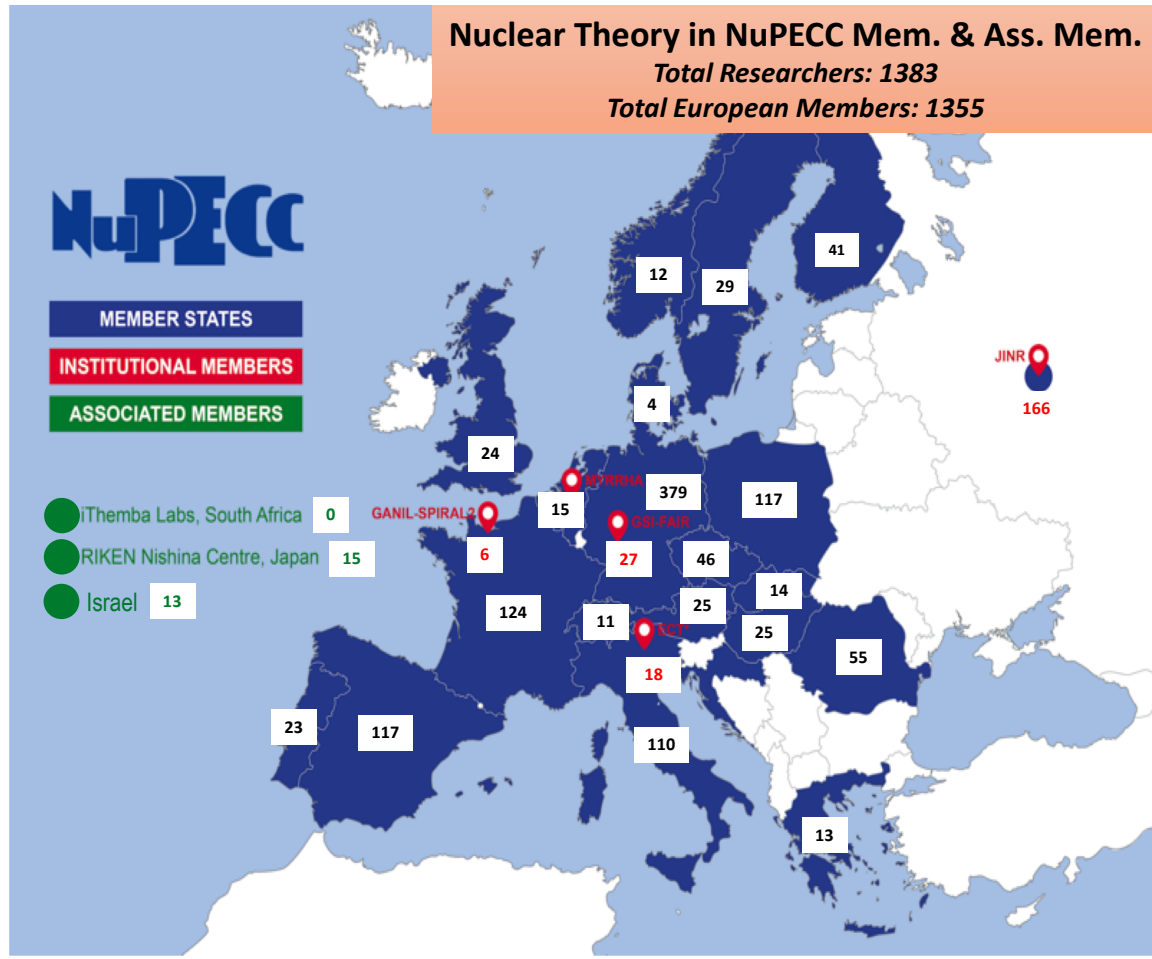 Nuclear Theory in NuPECC Mem. & Ass. Mem.
Total Researchers: 1383
Total European Members: 1355
NuPECC
MEMBER STATES
INSTITUTIONAL MEMBERS
ASSOCIATED MEMBERS
iThemba Labs, South Africa 0
RIKEN Nishina Centre, Japan 15
Israel 13
41
12
29
JINR
166
4
24
MYRRHA
379
117
15
GANIL-SPIRAL2
GSI-FAIR
6
27
46
14
124
25
11
25
ECT*
55
18
23
117
110
13